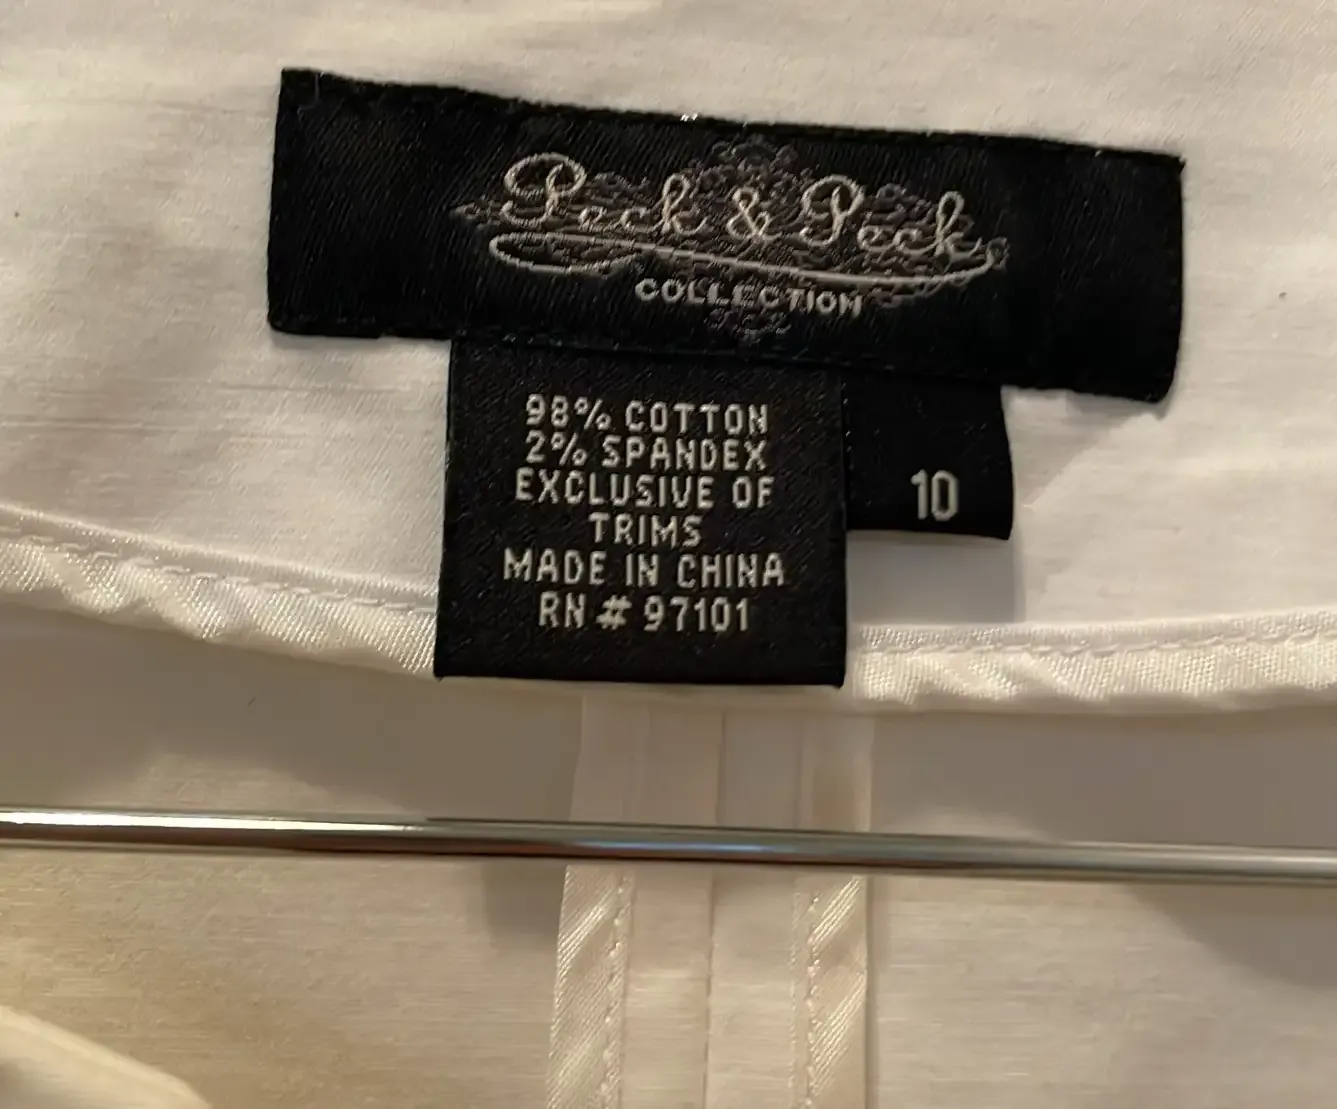 Peck & Peck
COLLECTION
98% COTTON
2% SPANDEX
EXCLUSIVE OF
TRIMS
MADE IN CHINA
RN # 97101
10